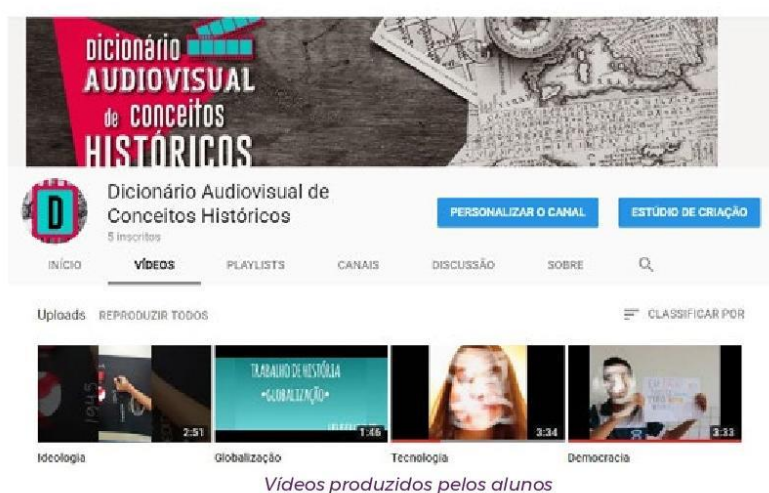 Dicionário
AUDIOVISUAL
de CONCEITOS
HISTÓRICOS
D
Dicionário Audiovisual de
Conceitos Históricos
5 inscritos
PERSONALIZAR O CANAL
ESTÚDIO DE CRIAÇÃO
INÍCIO VÍDEOS PLAYLISTS CANAIS DISCUSSÃO SOBRE
Uploads REPRODUZIR TODOS
CLASSIFICAR POR
1945
TRABALHO DE HISTÓRIA
•GLOBALIZAÇÃO•
2:51
1:46
3:34
3:33
Ideologia
Globalização
Tecnologia
Democracia
Vídeos produzidos pelos alunos